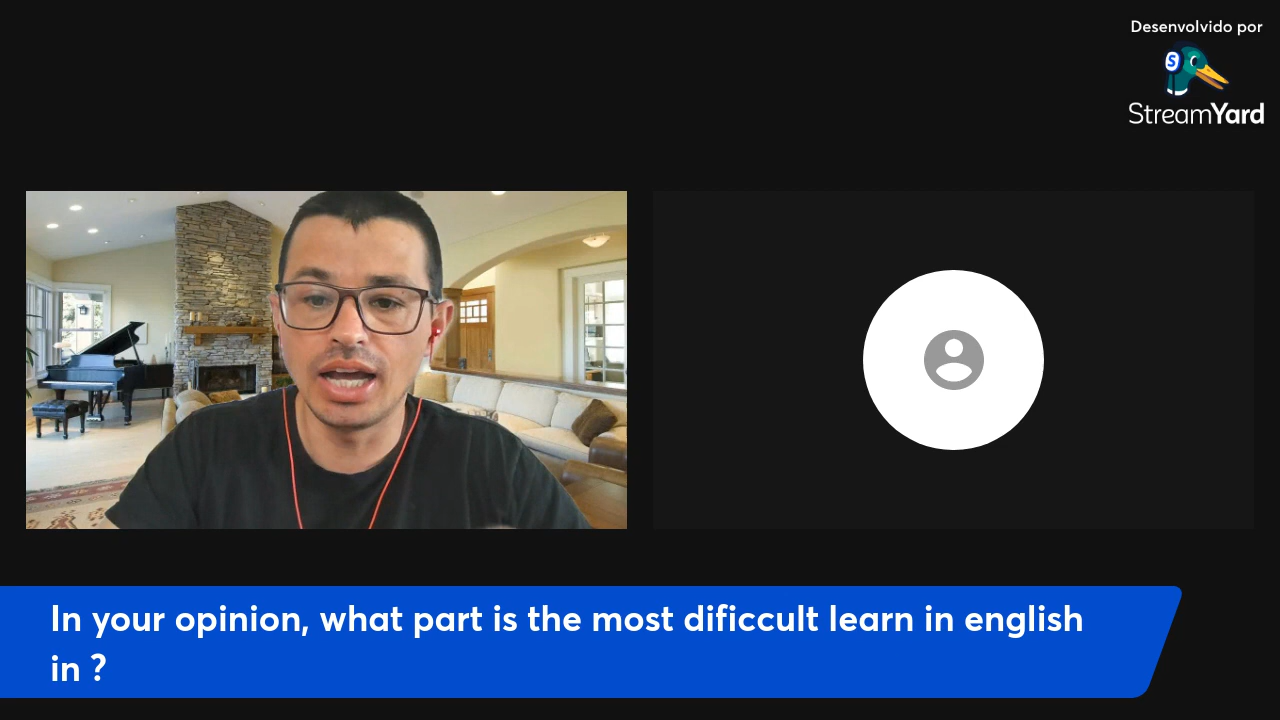 Desenvolvido por
S
StreamYard
In your opinion, what part is the most dificcult learn in english
in ?